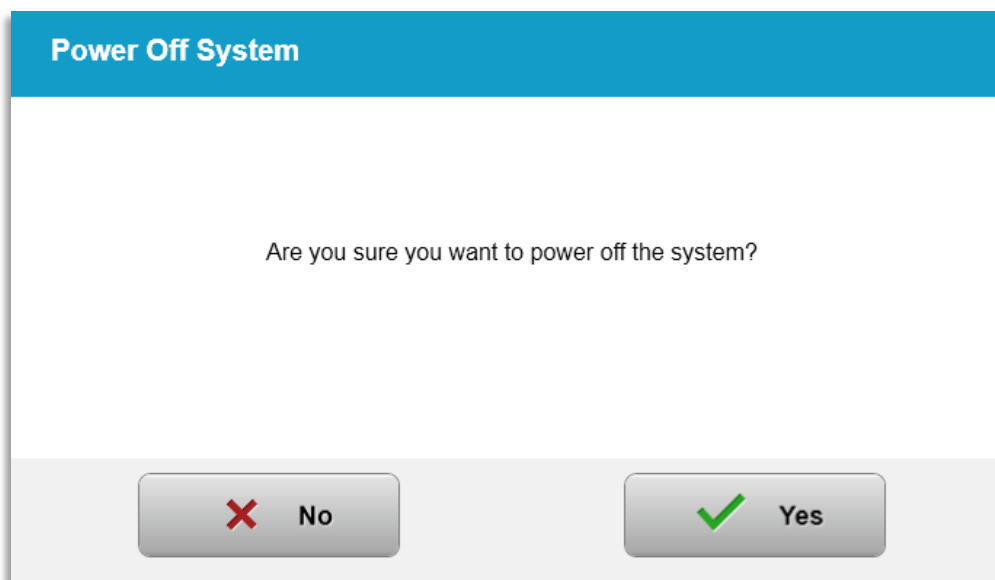 Power Off System
Are you sure you want to power off the system?
No
Yes